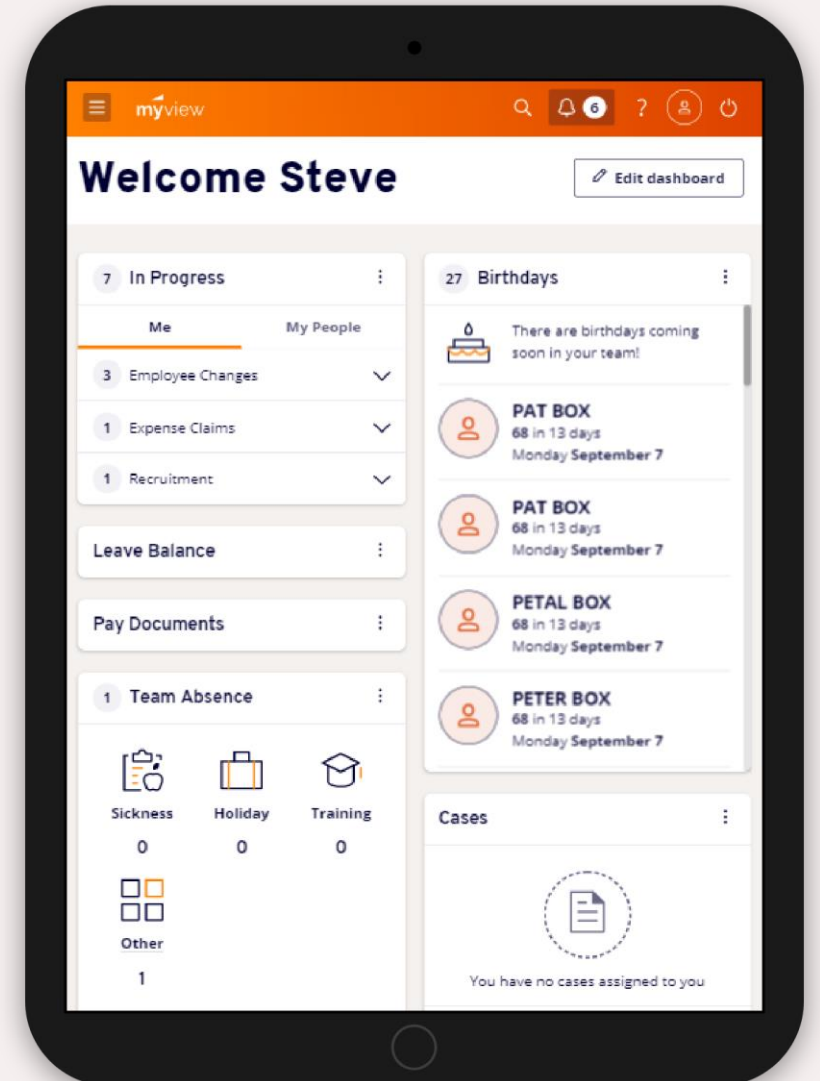 myview
6
?
Welcome Steve
Edit dashboard
7 In Progress
Me My People
3 Employee Changes
1 Expense Claims
1 Recruitment
Leave Balance
Pay Documents
1 Team Absence
Sickness Holiday Training
0 0 0
Other
1
27 Birthdays
There are birthdays coming
soon in your team!
PAT BOX
68 in 13 days
Monday September 7
PAT BOX
68 in 13 days
Monday September 7
PETAL BOX
68 in 13 days
Monday September 7
PETER BOX
68 in 13 days
Monday September 7
Cases
You have no cases assigned to you